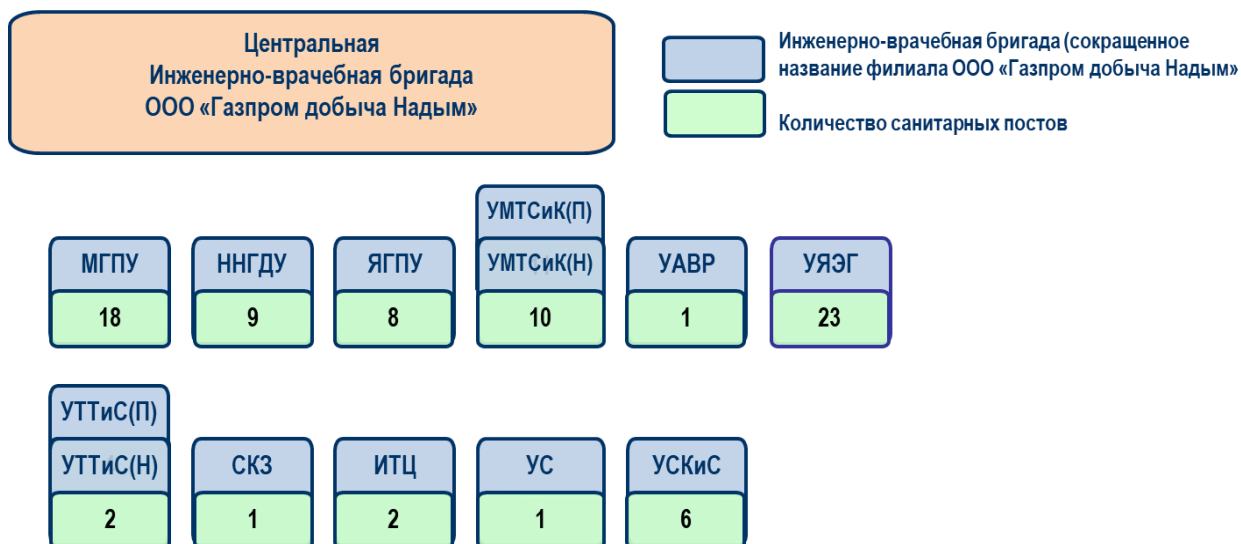 Центральная
Инженерно-врачебная бригада
ООО «Газпром добыча Надым»
Инженерно-врачебная бригада (сокращенное
название филиала ООО «Газпром добыча Надым»
Количество санитарных постов
УМТСиК(П)
МГПУ ННГДУ ЯГПУ УМТСиК(Н) УАВР УЯЭГ
18 9 8 10 1 23
УТТиС(П)
УТТиС(Н) СКЗ ИТЦ УС УСКиС
2 1 2 1 6